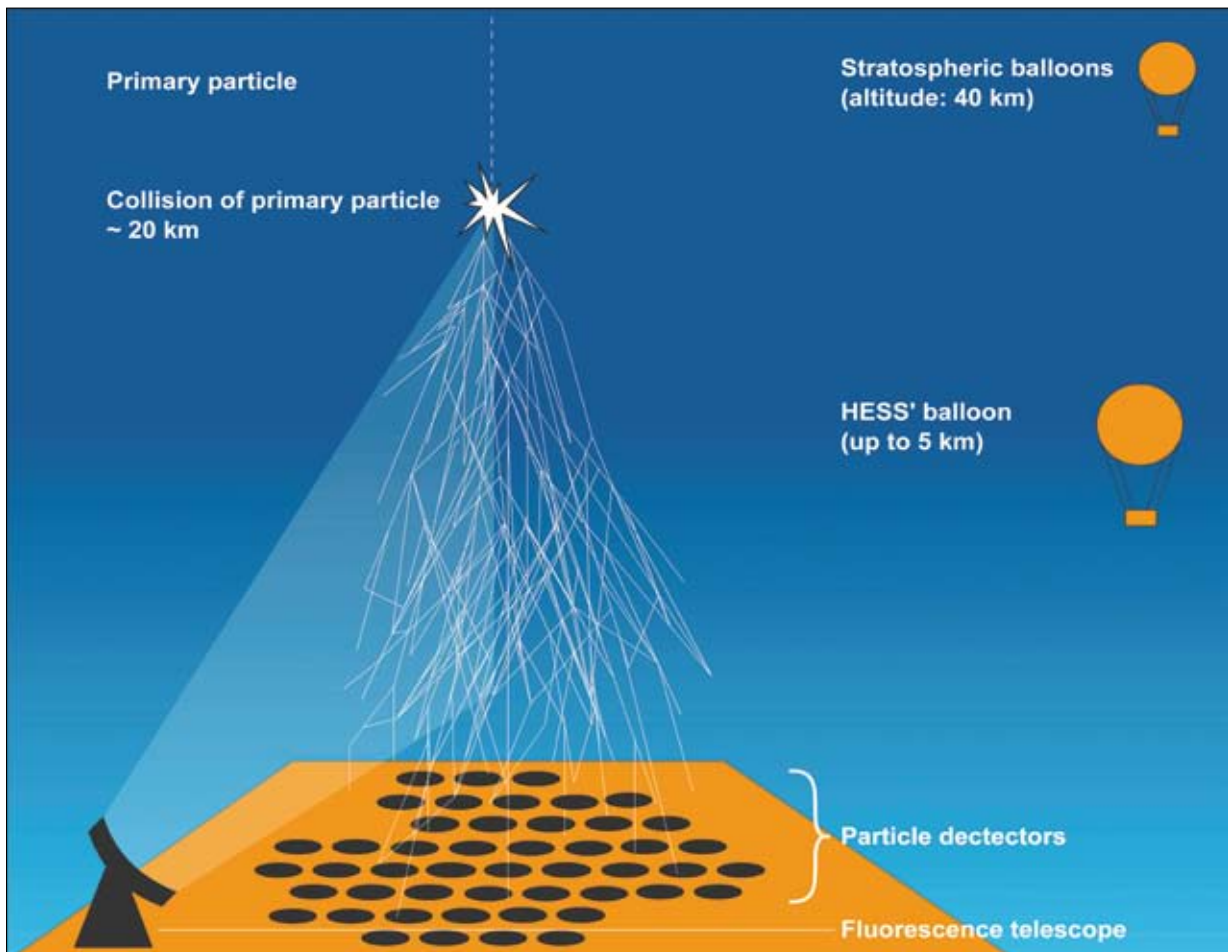 Primary particle
Stratospheric balloons
(altitude: 40 km)
Collision of primary particle
~ 20 km
HESS' balloon
(up to 5 km)
Particle dectectors
Fluorescence telescope